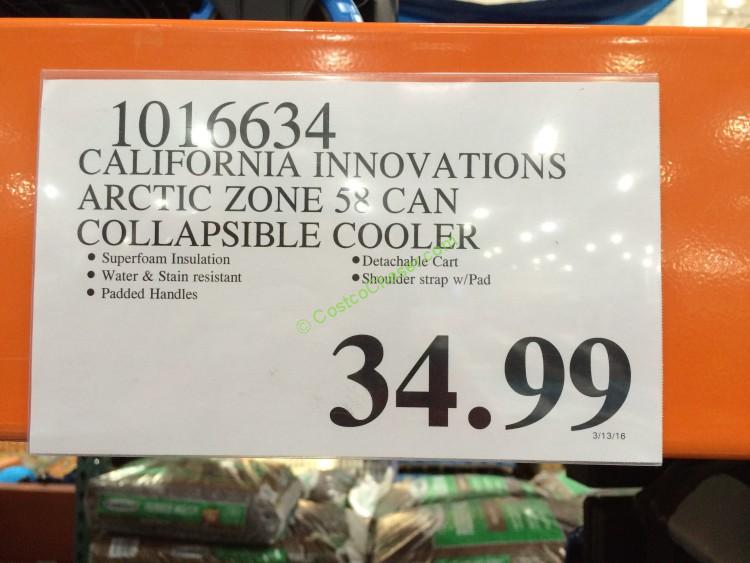 1016634
CALIFORNIA INNOVATIONS
ARCTIC ZONE 58 CAN
COLLAPSIBLE COOLER
• Superfoam Insulation
• Water & Stain resistant
• Padded Handles
• Detachable Cart
• Shoulder strap w/Pad
© CostcoChaser.com
34.99
3/13/16